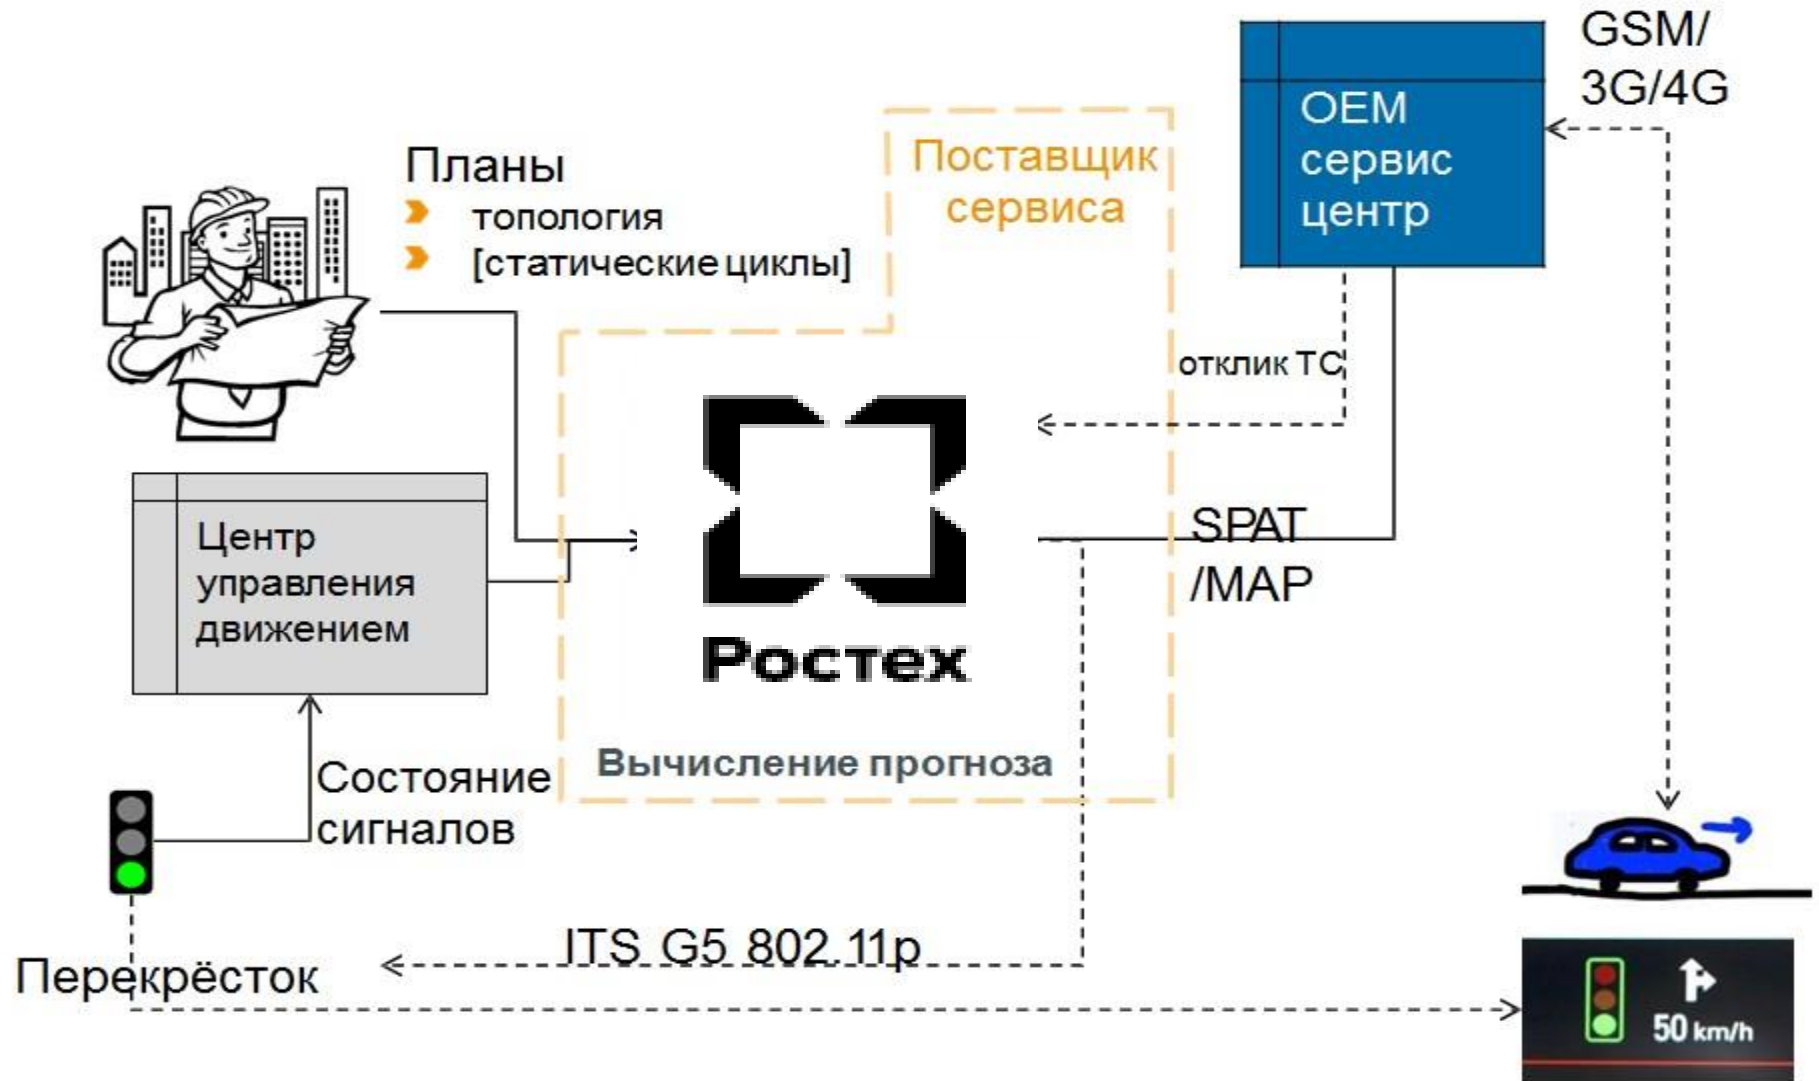 GSM/
3G/4G
OEM
сервис
центр
Поставщик
сервиса
Планы
топология
[статические циклы]
отклик ТС
Центр
управления
движением
SPAT
/MAP
Ростех
Вычисление прогноза
Состояние
сигналов
ITS G5 802.11p
Перекрёсток
50 km/h